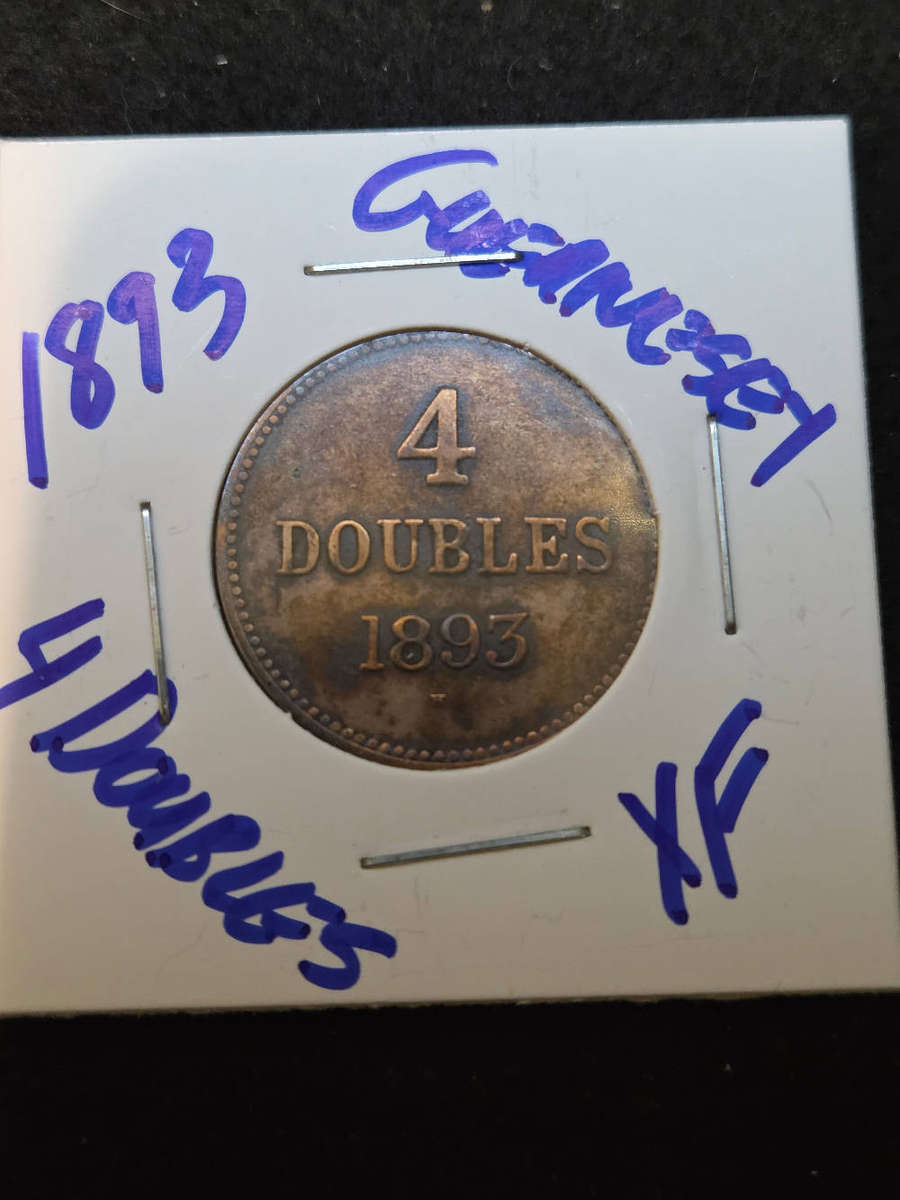 1893
GUERNSEY
4
DOUBLES
1893
H
4 DOUBLES
XF